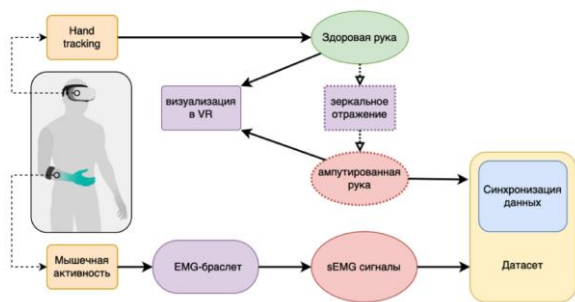 Hand
tracking
Здоровая рука
визуализация
в VR
зеркальное
отражение
ампутированная
рука
Синхронизация
данных
Мышечная
активность
EMG-браслет
sEMG сигналы
Датасет